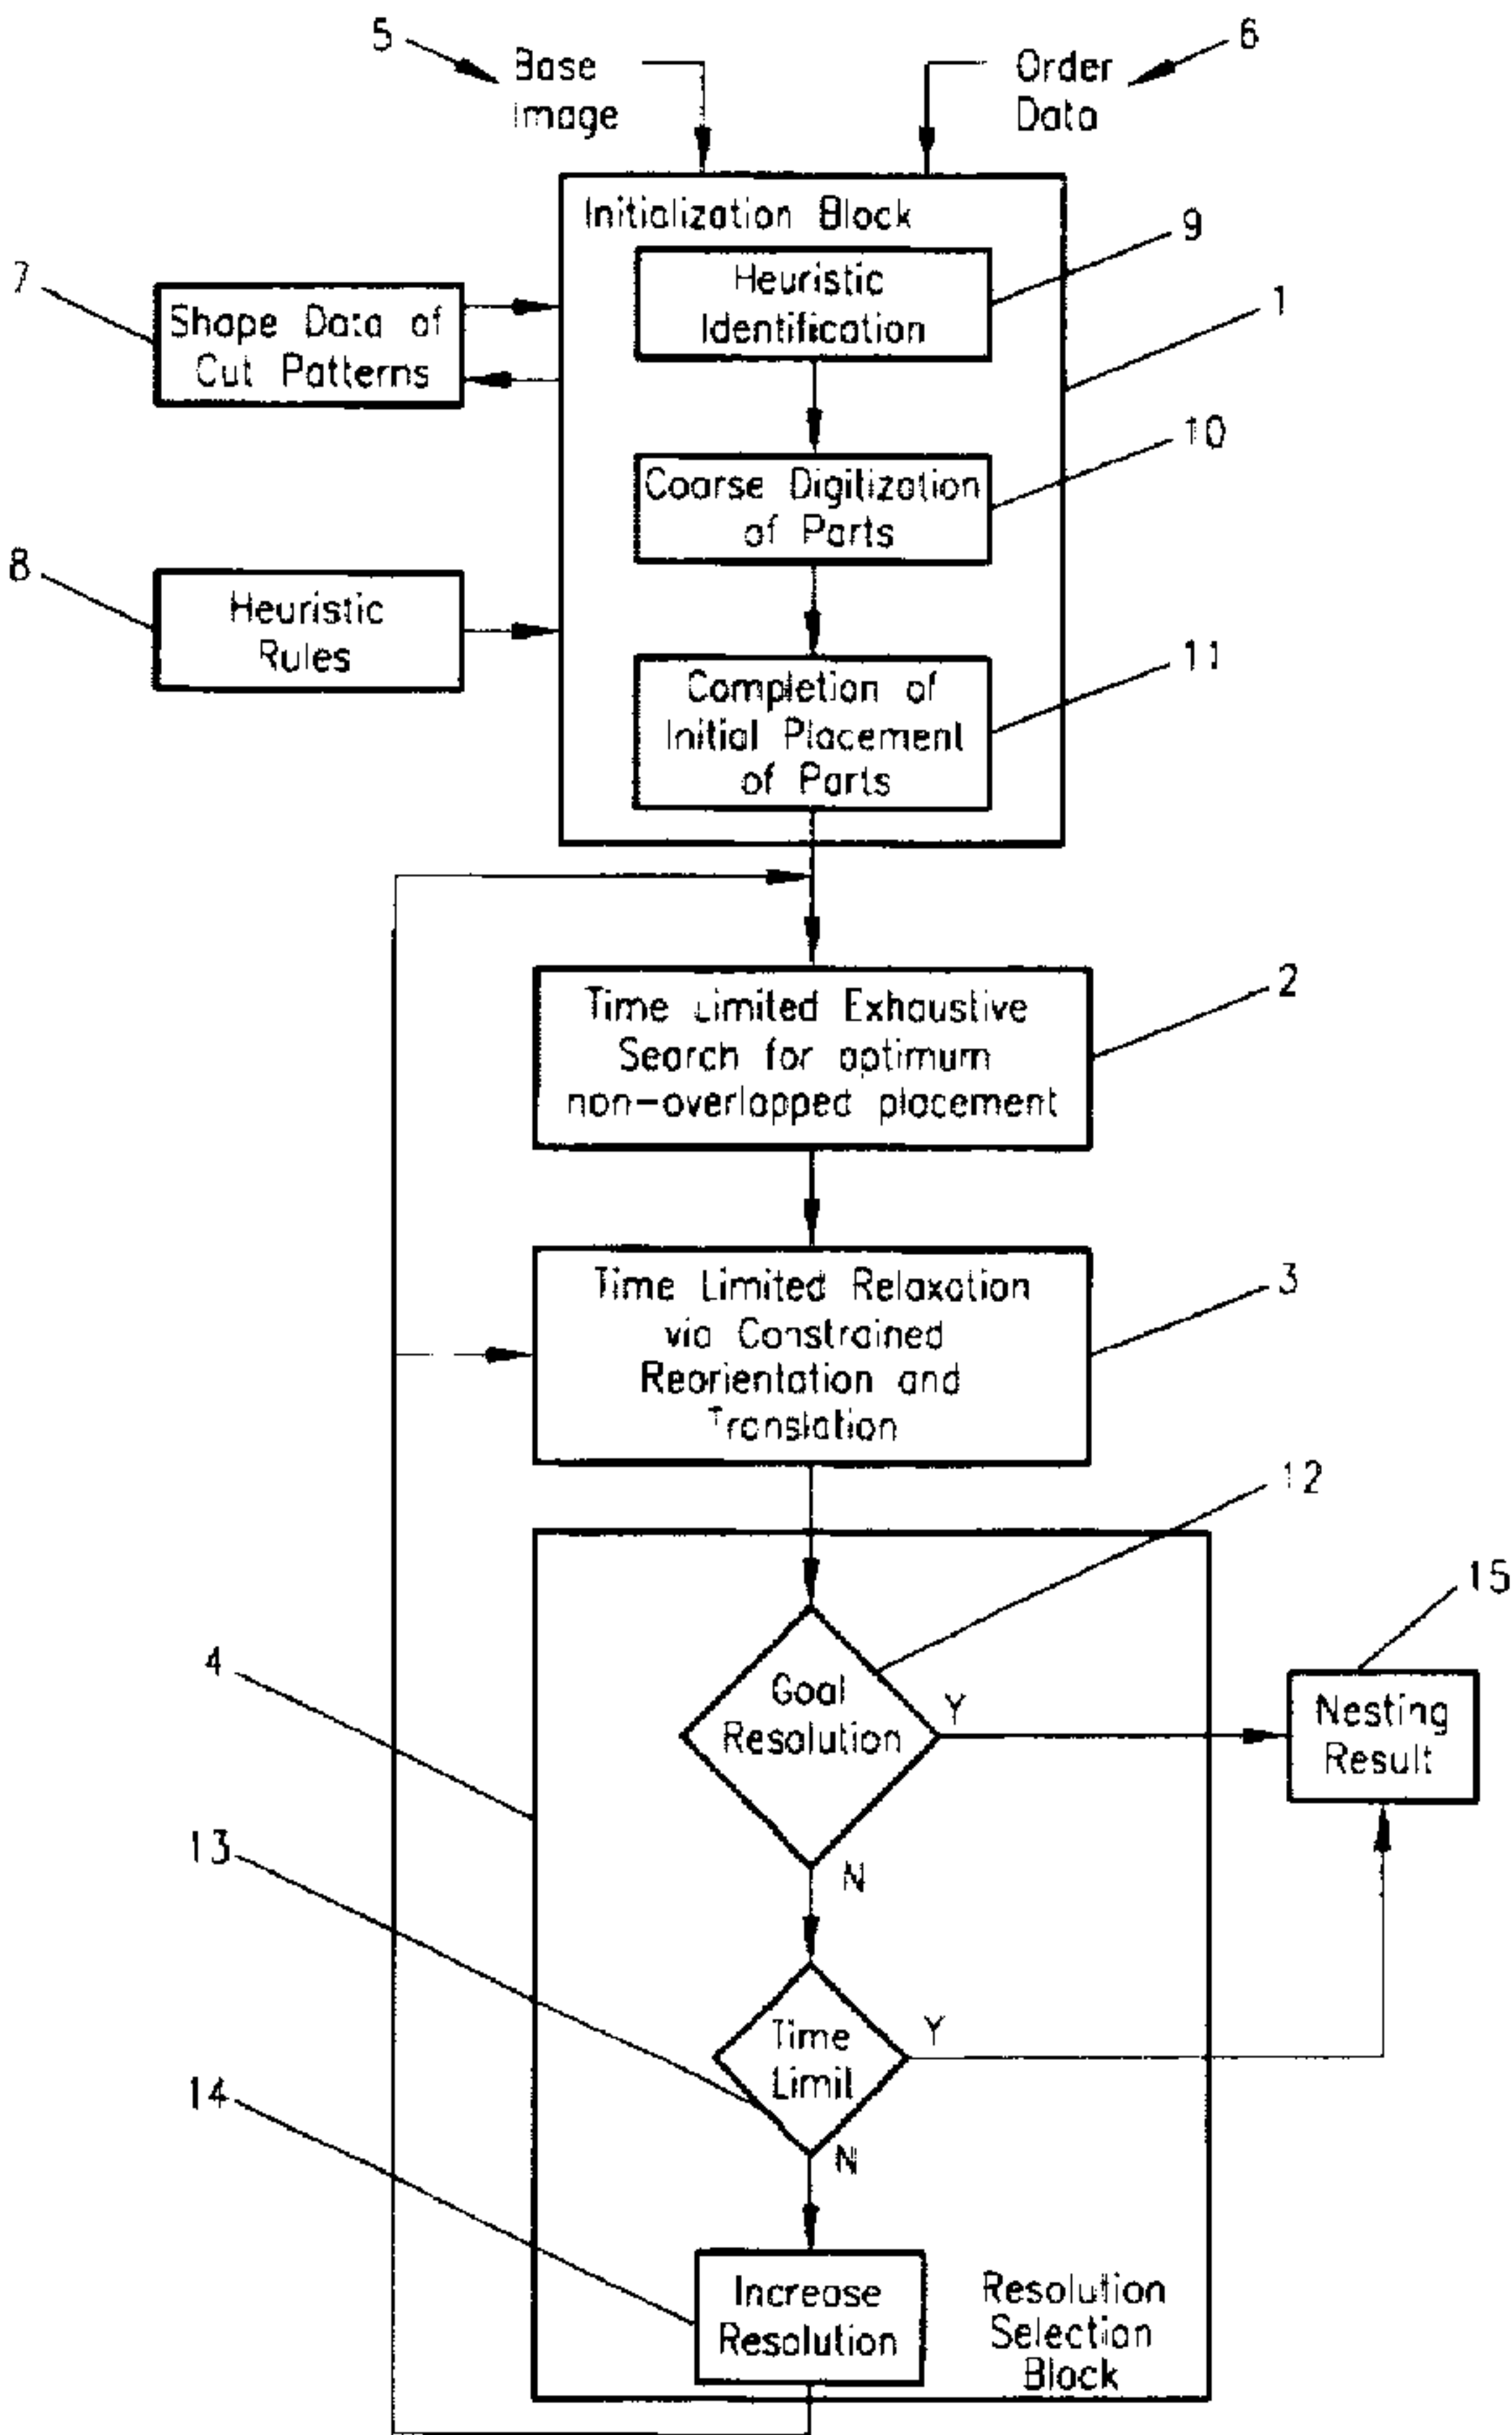 5
Base
Image
Order
Data
6
Initialization Block
9
Heuristic
Identification
7
Shape Data of
Cut Patterns
1
10
Coarse Digitization
of Parts
8
Heuristic
Rules
11
Completion of
Initial Placement
of Parts
2
Time Limited Exhaustive
Search for optimum
non-overlapped placement
3
Time Limited Relaxation
via Constrained
Reorientation and
Translation
12
15
4
Goal
Resolution
Y
Nesting
Result
13
N
Time
Limit
Y
14
N
Increase
Resolution
Resolution
Selection
Block